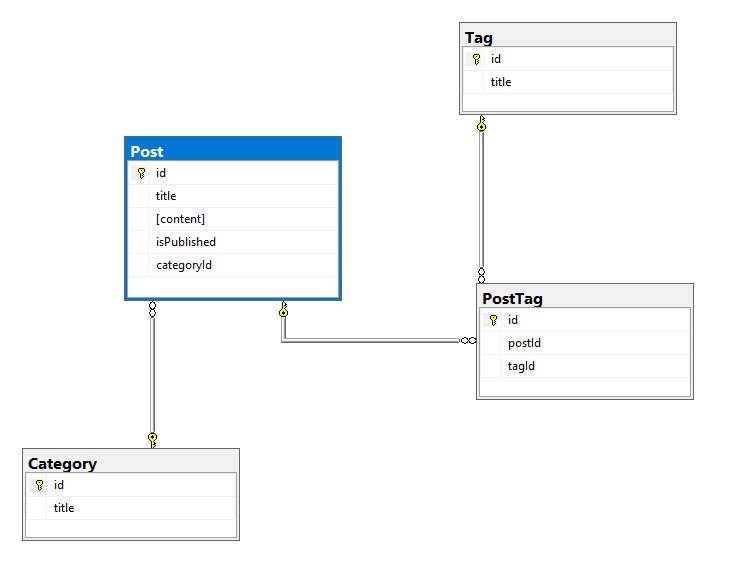 Tag
id
title
Post
id
title
[content]
isPublished
categoryId
PostTag
id
postId
tagId
Category
id
title